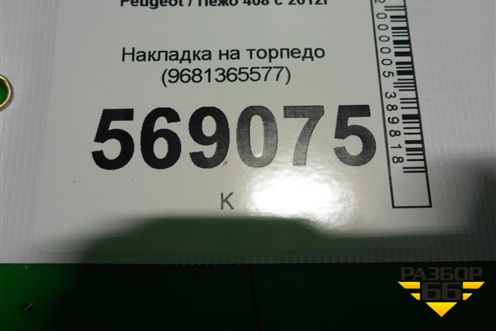 Peugeot / Пежо 408 с 2012г
Накладка на торпедо
(9681365577)
569075
К
2000005389818
РАЗБОР
66